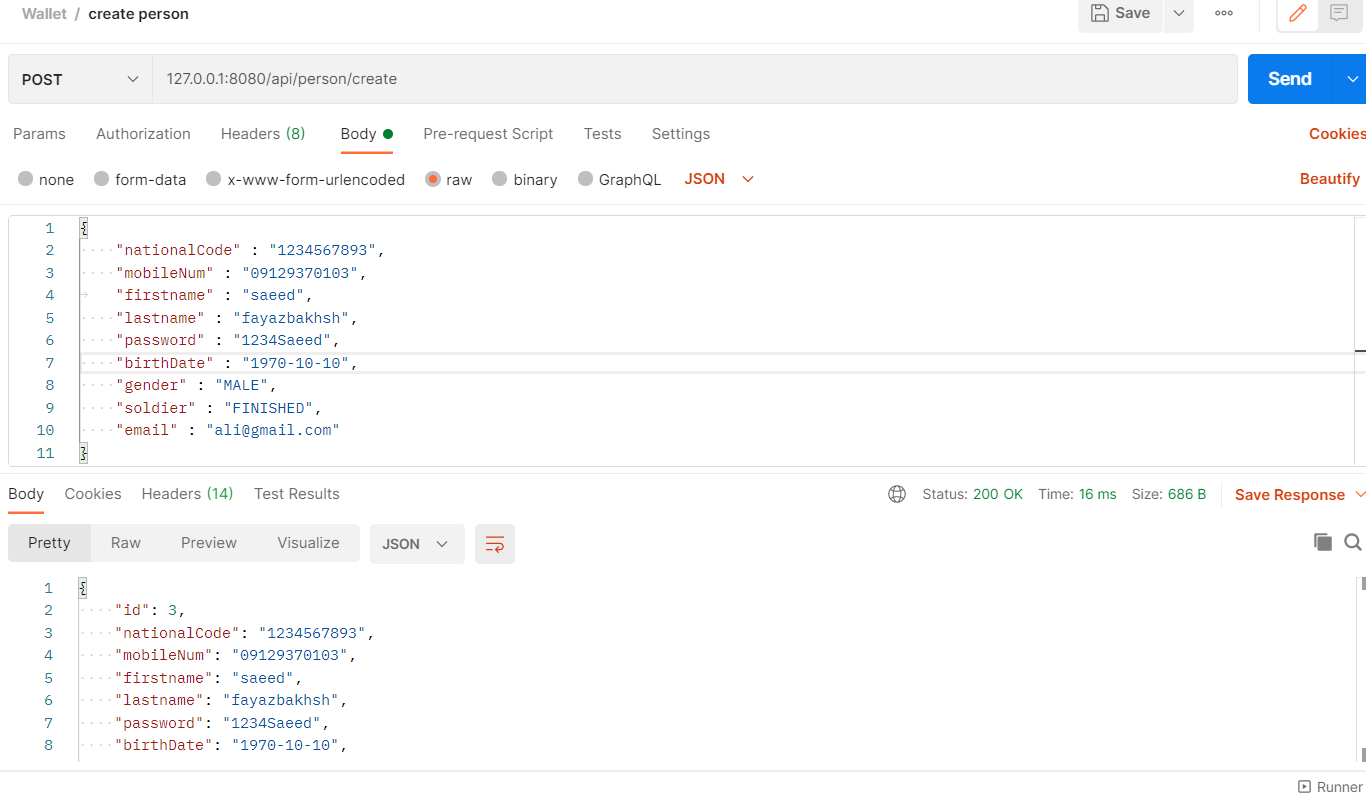 Wallet / create person
Save
POST 127.0.0.1:8080/api/person/create Send
Params Authorization Headers (8) Body Pre-request Script Tests Settings Cookies
none form-data x-www-form-urlencoded raw binary GraphQL JSON Beautify
1 {
2 "nationalCode" : "1234567893",
3 "mobileNum" : "09129370103",
4 "firstname" : "saeed",
5 "lastname" : "fayazbakhsh",
6 "password" : "1234Saeed",
7 "birthDate" : "1970-10-10",
8 "gender" : "MALE",
9 "soldier" : "FINISHED",
10 "email" : "ali@gmail.com"
11 }
Body Cookies Headers (14) Test Results Status: 200 OK Time: 16 ms Size: 686 B Save Response
Pretty Raw Preview Visualize JSON
1 {
2 "id": 3,
3 "nationalCode": "1234567893",
4 "mobileNum": "09129370103",
5 "firstname": "saeed",
6 "lastname": "fayazbakhsh",
7 "password": "1234Saeed",
8 "birthDate": "1970-10-10",
Runner